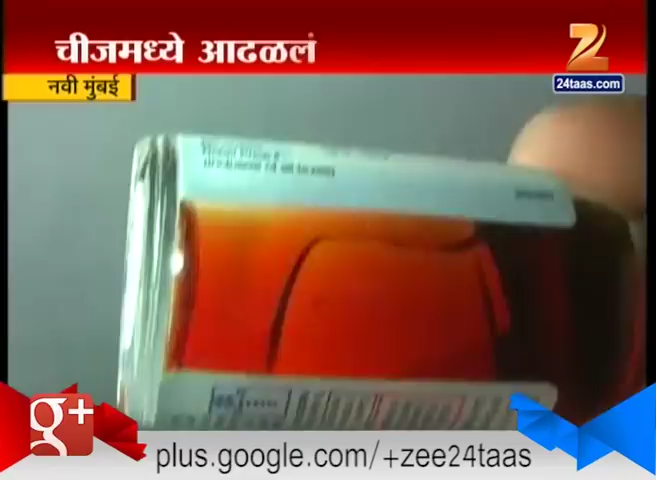 चीजमध्ये आढळलं
Z
24taas.com
नवी मुंबई
g+
plus.google.com/+zee24taas